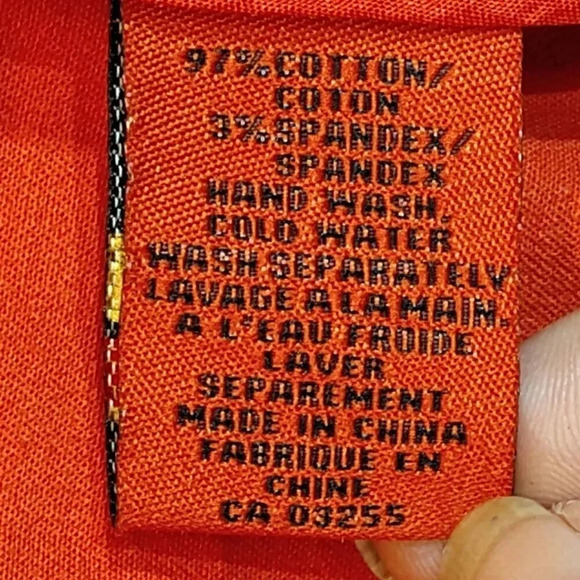 97% COTTON/
COTON
3% SPANDEX/
SPANDEX
HAND WASH.
COLD WATER
WASH SEPARATELY
LAVAGE A LA MAIN.
A L'EAU FROIDE
LAVER
SEPAREMENT
MADE IN CHINA
FABRIQUE EN
CHINE
CA 03255